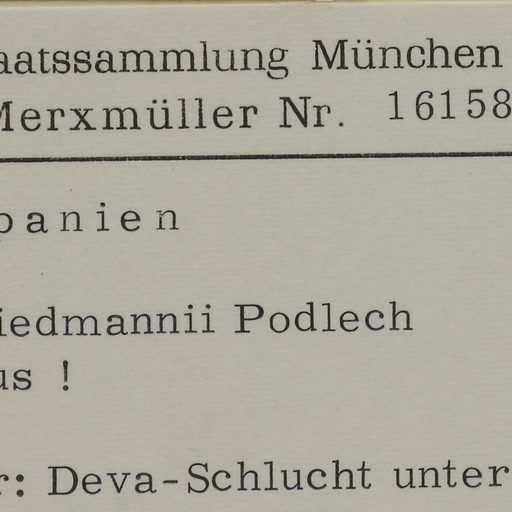 aatssammlung München
Merxmüller Nr. 16158
panien
iedmannii Podlech
us !
r: Deva-Schlucht unter